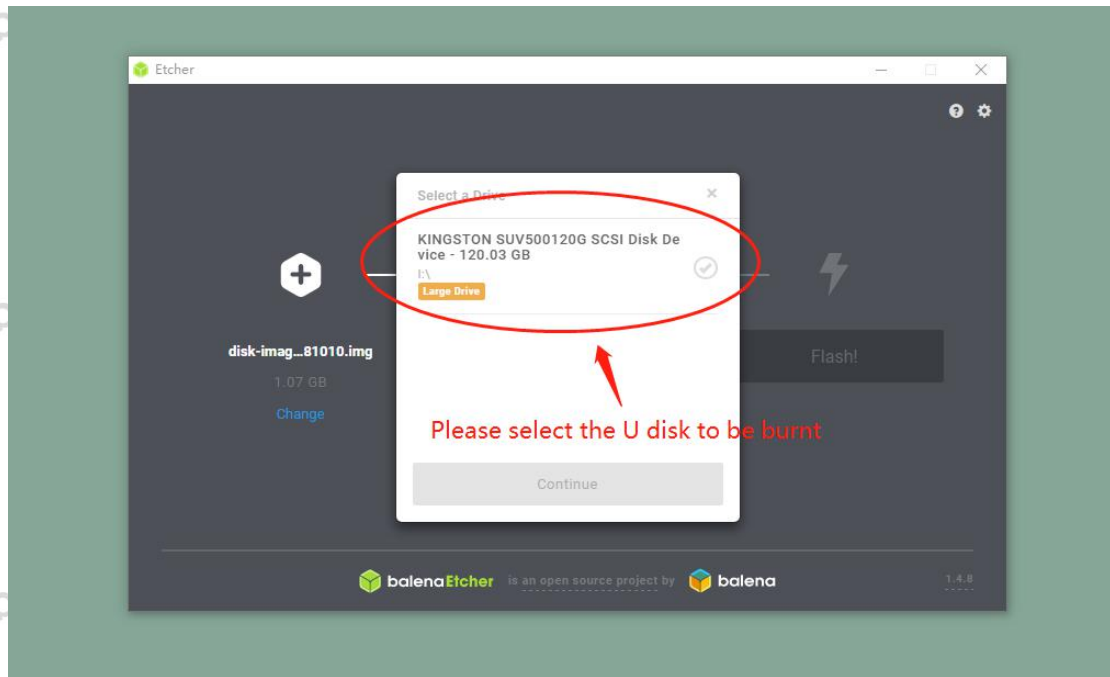 Etcher
Select a Drive
KINGSTON SUV500120G SCSI Disk De
vice - 120.03 GB
I:\
Large Drive
disk-imag...81010.img
1.07 GB
Change
Flash!
Please select the U disk to be burnt
Continue
balenaEtcher is an open source project by balena
1.4.8